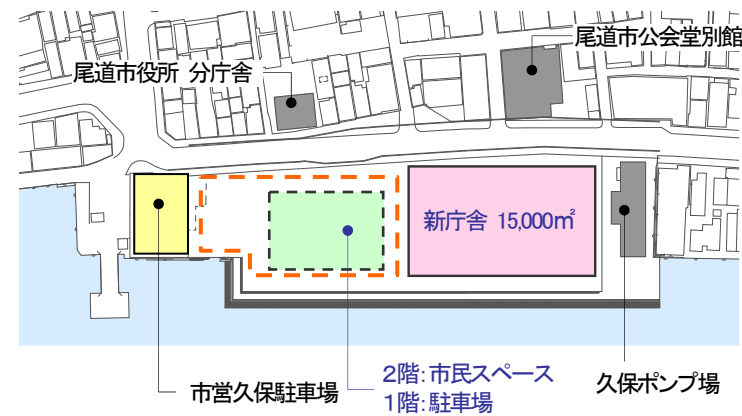 尾道市公会堂別館
尾道市役所 分庁舎
新庁舎 15,000㎡
市営久保駐車場
2階:市民スペース
1階:駐車場
久保ポンプ場